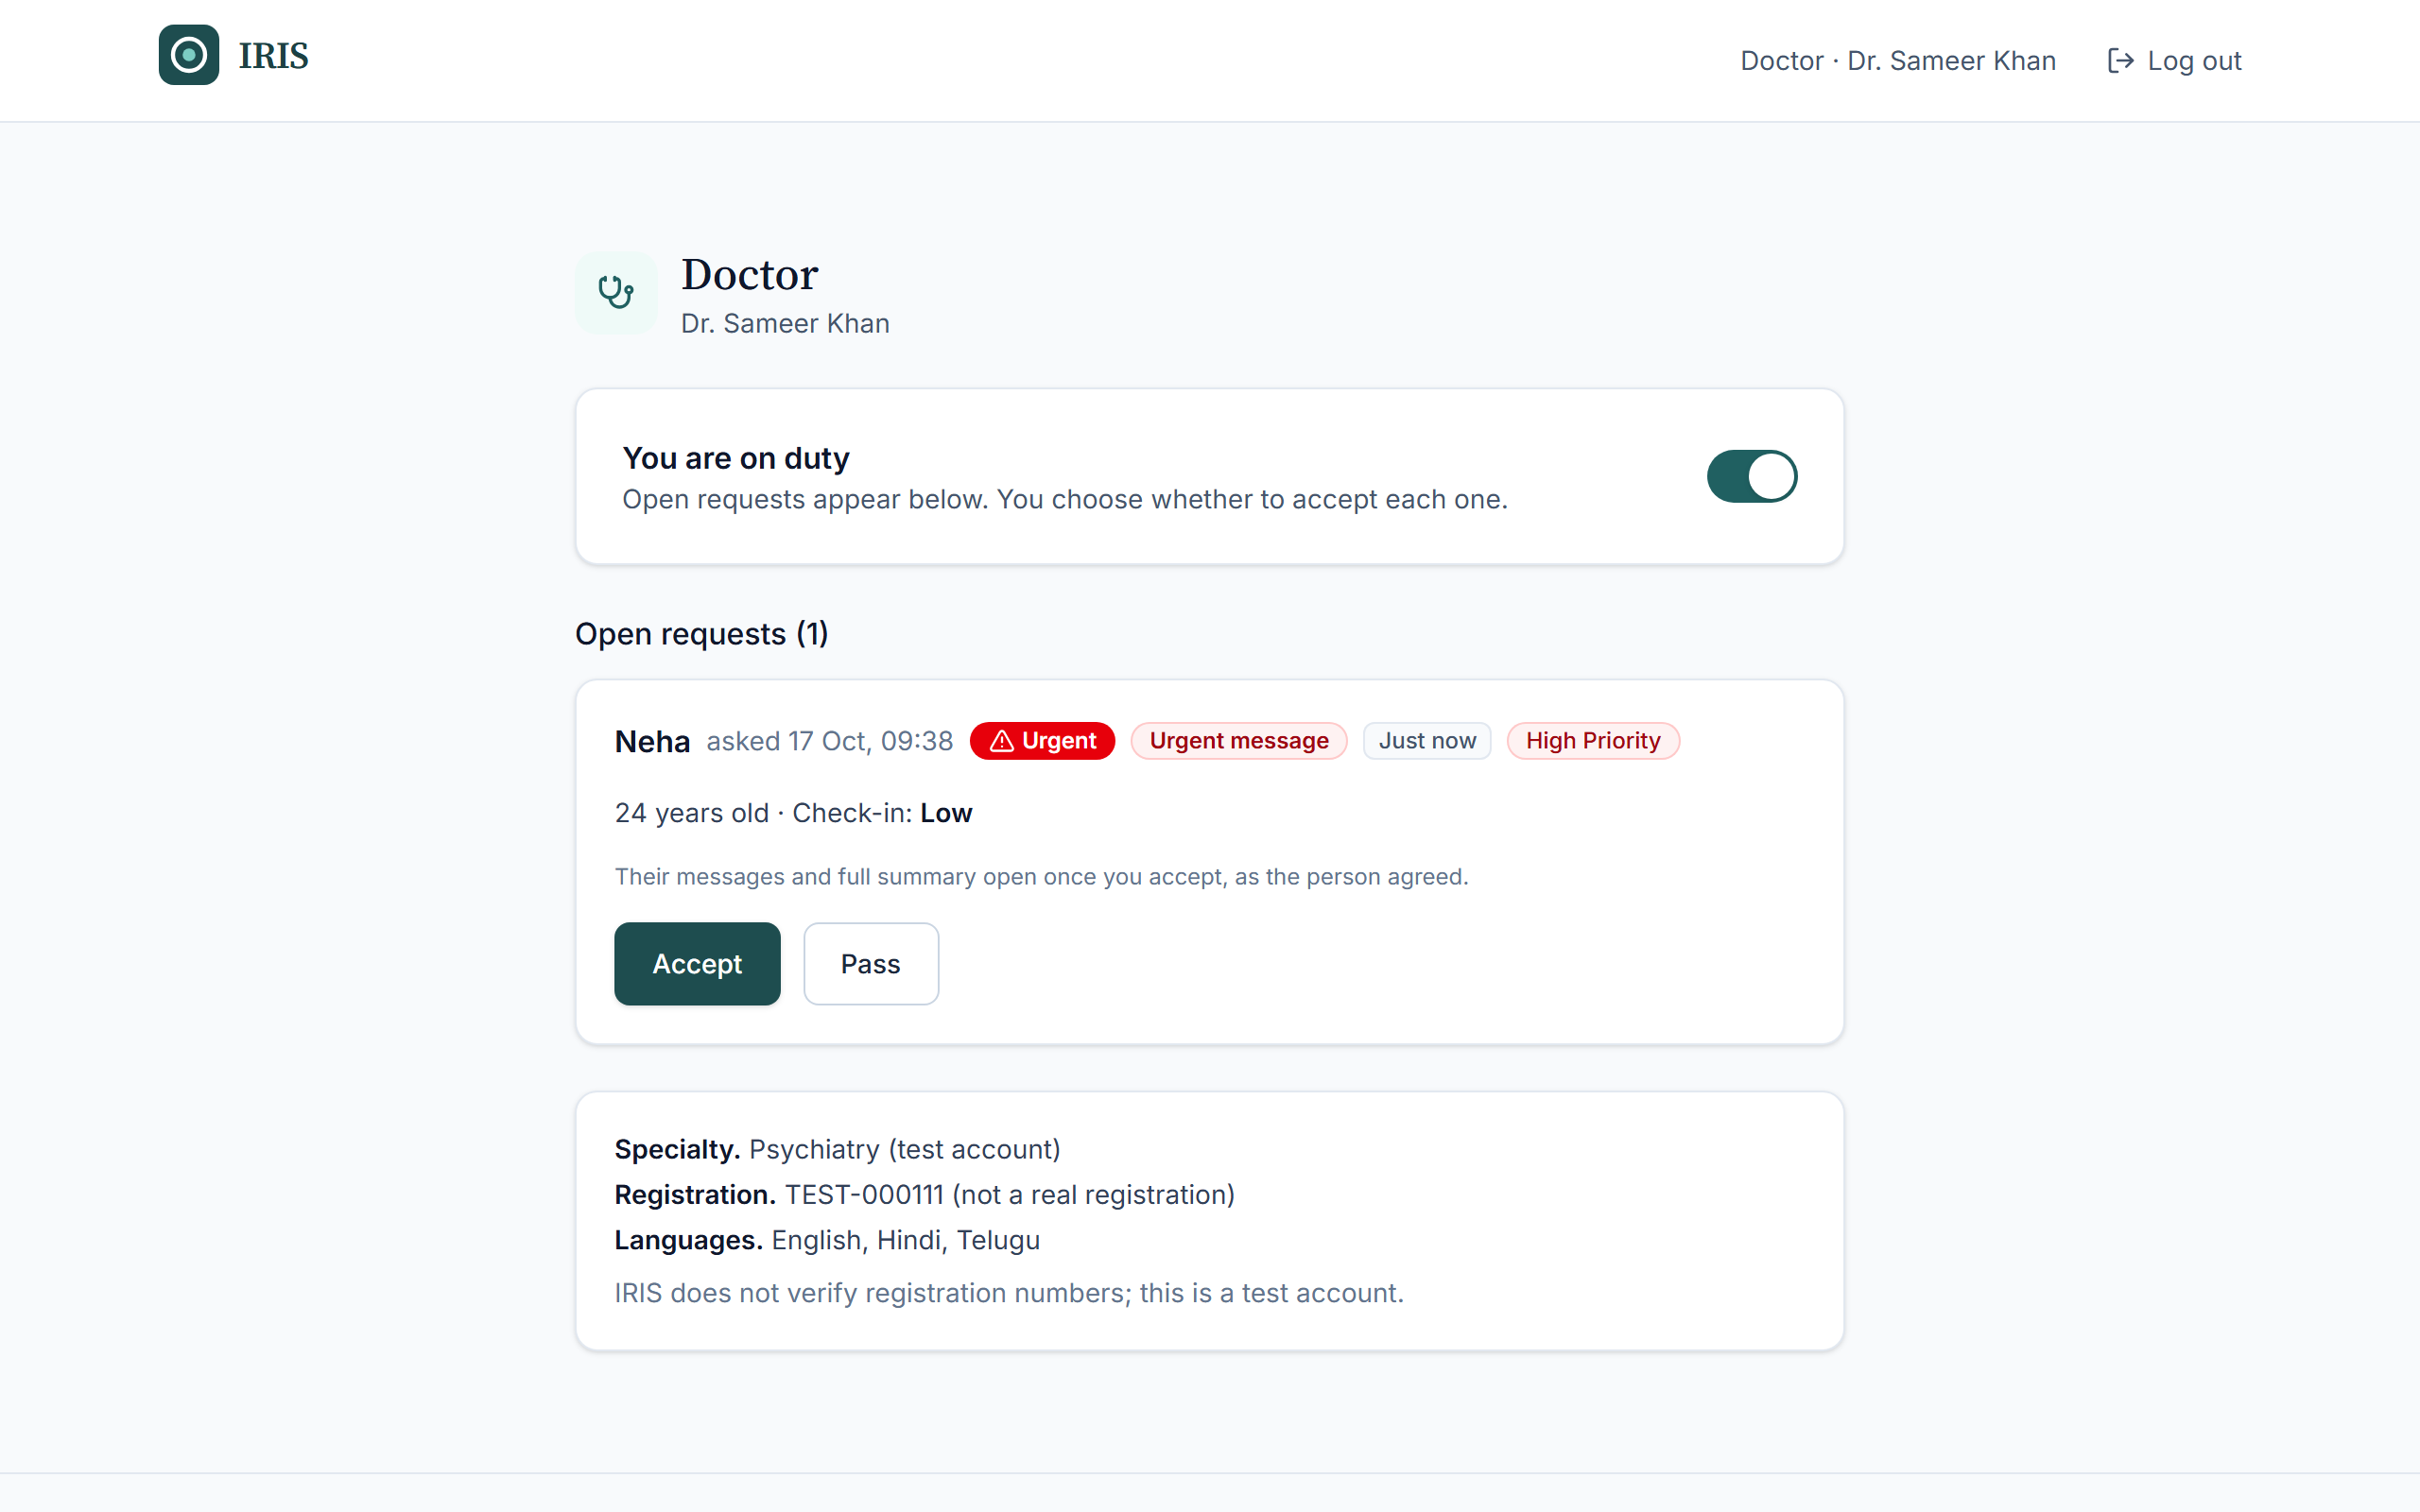 IRIS
Doctor · Dr. Sameer Khan
Log out
Doctor
Dr. Sameer Khan
You are on duty
Open requests appear below. You choose whether to accept each one.
Open requests (1)
Neha asked 17 Oct, 09:38 Urgent Urgent message Just now High Priority
24 years old · Check-in: Low
Their messages and full summary open once you accept, as the person agreed.
Accept Pass
Specialty. Psychiatry (test account)
Registration. TEST-000111 (not a real registration)
Languages. English, Hindi, Telugu
IRIS does not verify registration numbers; this is a test account.